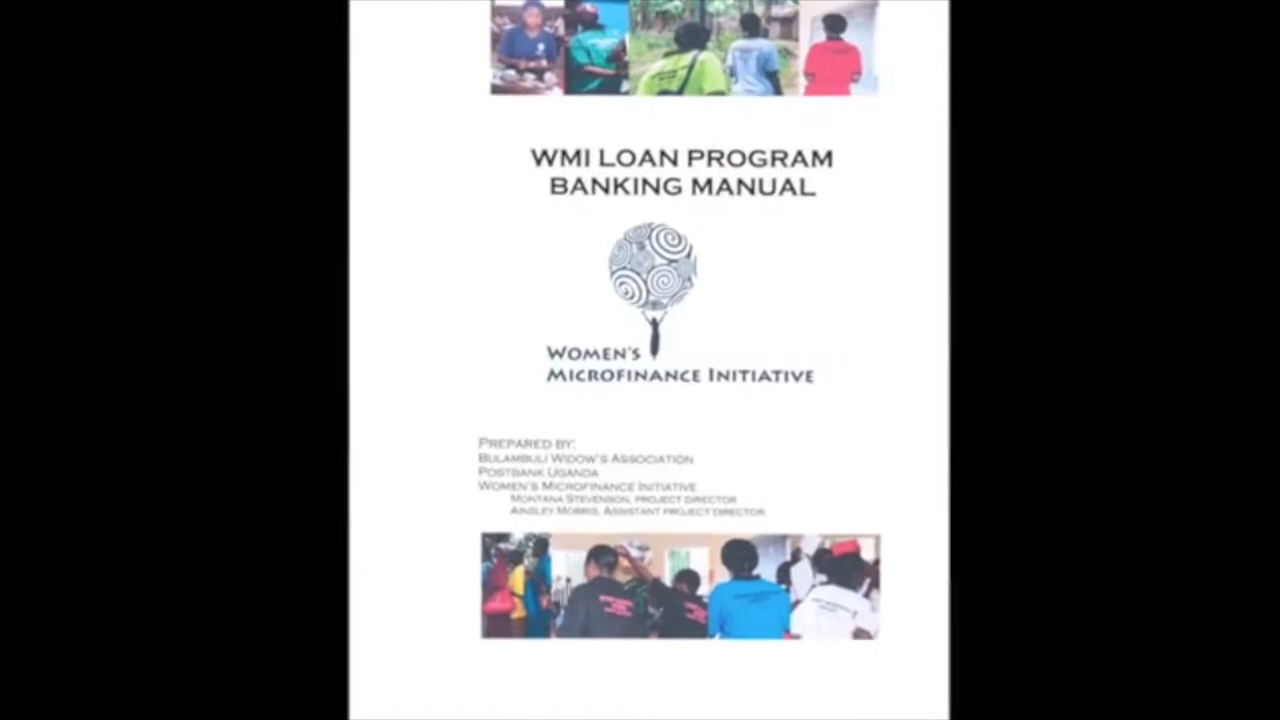 WMI LOAN PROGRAM
BANKING MANUAL
WOMEN'S
MICROFINANCE INITIATIVE
PREPARED BY:
BULAMBULI WIDOW'S ASSOCIATION
POSTBANK UGANDA
WOMEN'S MICROFINANCE INITIATIVE
MONTANA STEVENSON, PROJECT DIRECTOR
AINSLEY MORRIS, ASSISTANT PROJECT DIRECTOR